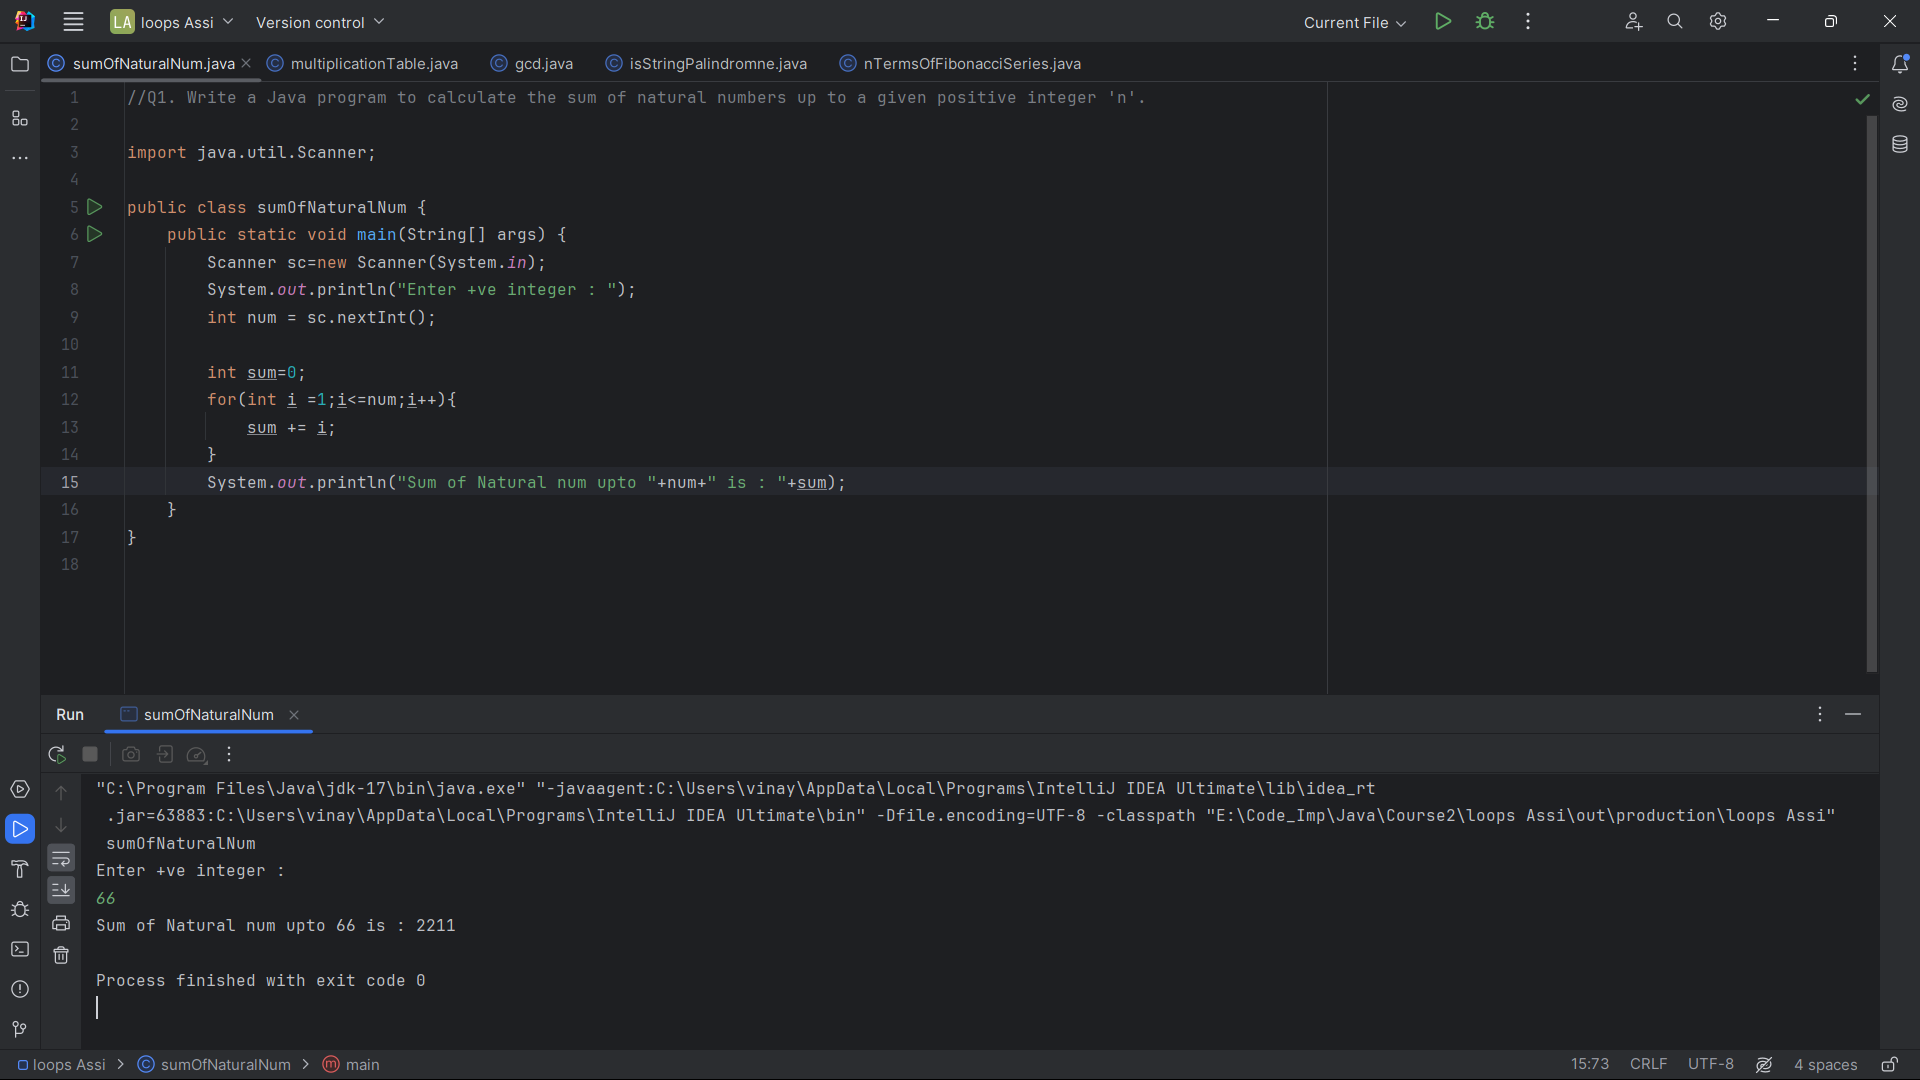 LA loops Assi Version control Current File
sumOfNaturalNum.java multiplicationTable.java gcd.java isStringPalindromne.java nTermsOfFibonacciSeries.java
1 //Q1. Write a Java program to calculate the sum of natural numbers up to a given positive integer 'n'.
2
3 import java.util.Scanner;
4
5 public class sumOfNaturalNum {
6 public static void main(String[] args) {
7 Scanner sc=new Scanner(System.in);
8 System.out.println("Enter +ve integer : ");
9 int num = sc.nextInt();
10
11 int sum=0;
12 for(int i =1;i<=num;i++){
13 sum += i;
14 }
15 System.out.println("Sum of Natural num upto "+num+" is : "+sum);
16 }
17 }
18
Run sumOfNaturalNum
"C:\Program Files\Java\jdk-17\bin\java.exe" "-javaagent:C:\Users\vinay\AppData\Local\Programs\IntelliJ IDEA Ultimate\lib\idea_rt
.jar=63883:C:\Users\vinay\AppData\Local\Programs\IntelliJ IDEA Ultimate\bin" -Dfile.encoding=UTF-8 -classpath "E:\Code_Imp\Java\Course2\loops Assi\out\production\loops Assi"
sumOfNaturalNum
Enter +ve integer :
66
Sum of Natural num upto 66 is : 2211
Process finished with exit code 0
loops Assi > sumOfNaturalNum > main 15:73 CRLF UTF-8 4 spaces